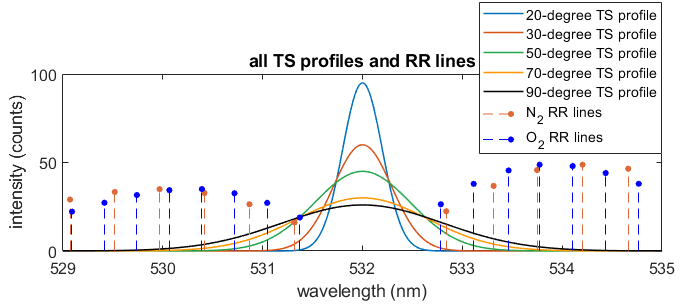 all TS profiles and RR lines
20-degree TS profile
30-degree TS profile
50-degree TS profile
70-degree TS profile
90-degree TS profile
N2 RR lines
O2 RR lines
intensity (counts)
100
50
0
529
530
531
532
533
534
535
wavelength (nm)